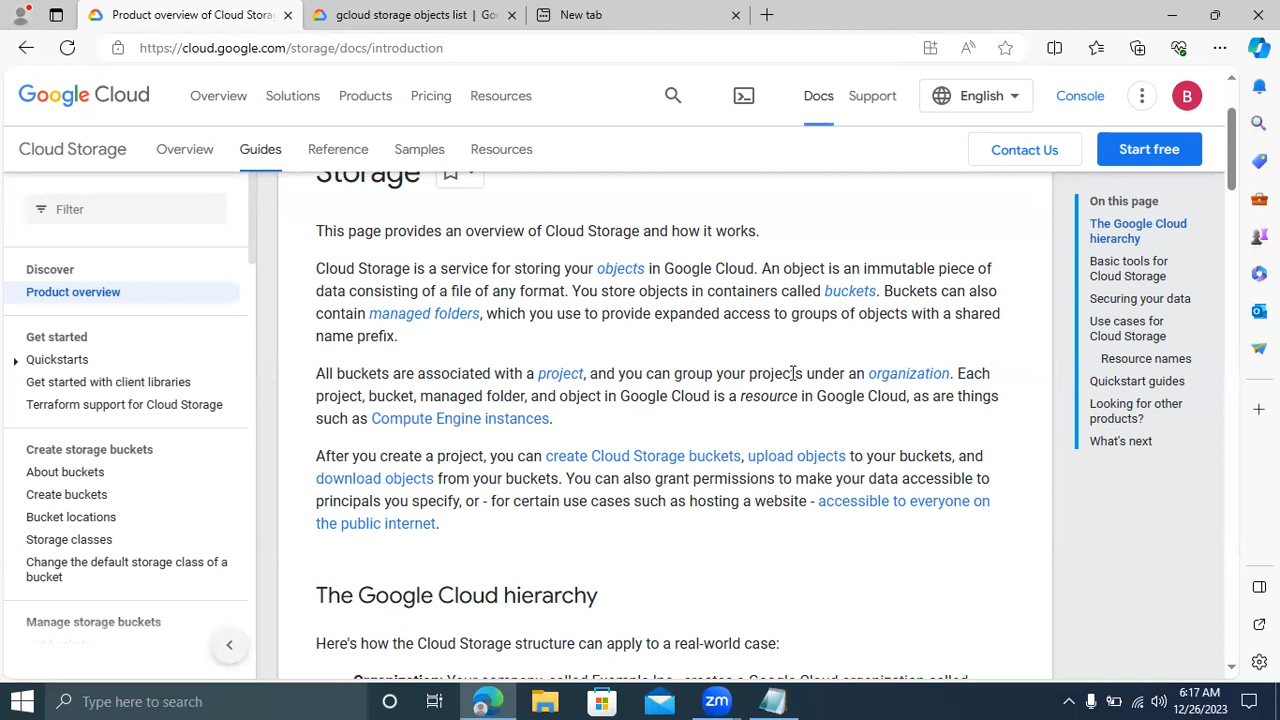 Product overview of Cloud Stora
gcloud storage objects list | Go
New tab
https://cloud.google.com/storage/docs/introduction
Google Cloud
Overview
Solutions
Products
Pricing
Resources
Docs
Support
English
Console
B
Cloud Storage
Overview
Guides
Reference
Samples
Resources
Contact Us
Start free
Filter
Discover
Product overview
Get started
Quickstarts
Get started with client libraries
Terraform support for Cloud Storage
Create storage buckets
About buckets
Create buckets
Bucket locations
Storage classes
Change the default storage class of a
bucket
Manage storage buckets
Storage
This page provides an overview of Cloud Storage and how it works.
Cloud Storage is a service for storing your objects in Google Cloud. An object is an immutable piece of
data consisting of a file of any format. You store objects in containers called buckets. Buckets can also
contain managed folders, which you use to provide expanded access to groups of objects with a shared
name prefix.
All buckets are associated with a project, and you can group your projects under an organization. Each
project, bucket, managed folder, and object in Google Cloud is a resource in Google Cloud, as are things
such as Compute Engine instances.
After you create a project, you can create Cloud Storage buckets, upload objects to your buckets, and
download objects from your buckets. You can also grant permissions to make your data accessible to
principals you specify, or - for certain use cases such as hosting a website - accessible to everyone on
the public internet.
The Google Cloud hierarchy
Here's how the Cloud Storage structure can apply to a real-world case:
Organization: Your company, called Example Inc., creates a Google Cloud organization called
On this page
The Google Cloud
hierarchy
Basic tools for
Cloud Storage
Securing your data
Use cases for
Cloud Storage
Resource names
Quickstart guides
Looking for other
products?
What's next
Type here to search
zm
6:17 AM
12/26/2023